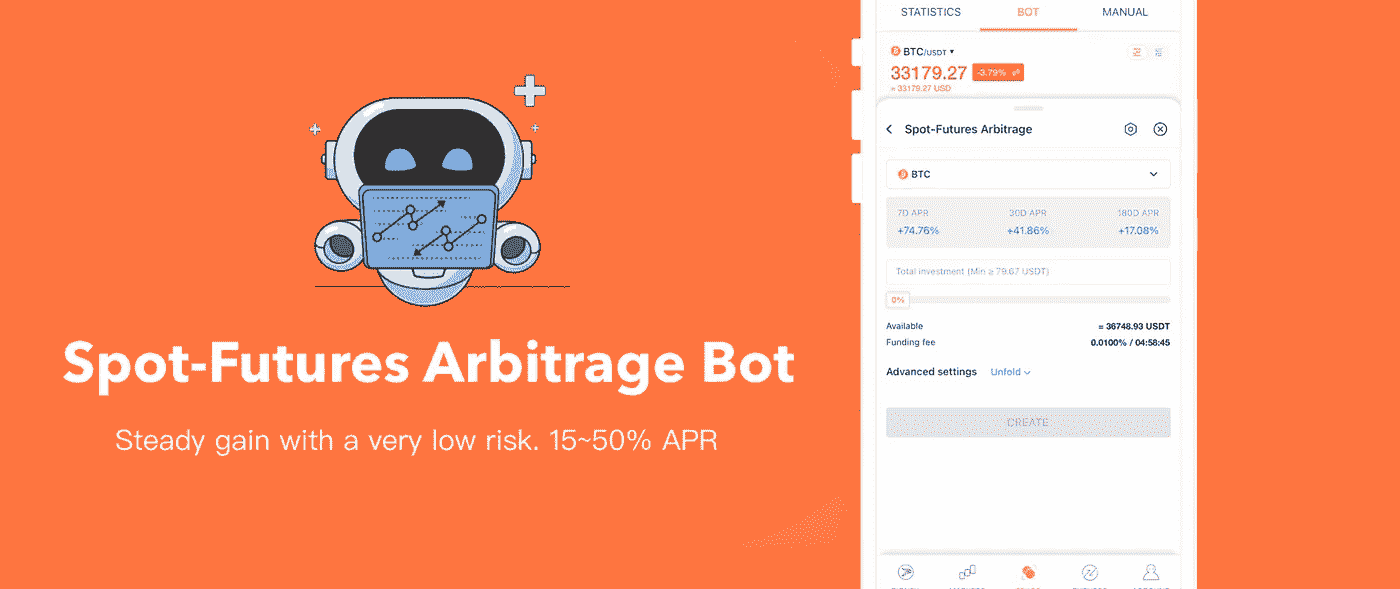 Spot-Futures Arbitrage Bot
Steady gain with a very low risk. 15~50% APR
STATISTICS BOT MANUAL
BTC/USDT
33179.27 -3.79%
≈ 33179.27 USD
Spot-Futures Arbitrage
BTC
7D APR 30D APR 180D APR
+74.76% +41.86% +17.08%
Total investment (Min ≥ 79.67 USDT)
0%
Available ≈ 36748.93 USDT
Funding fee 0.0100% / 04:58:45
Advanced settings Unfold
CREATE